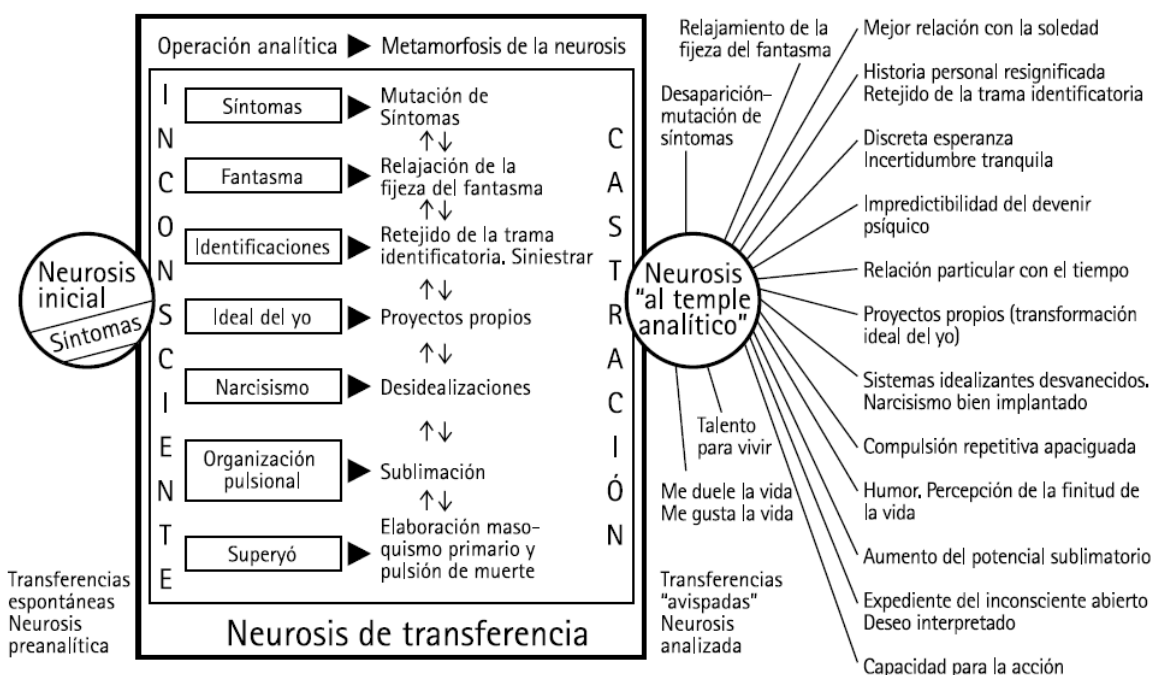 Operación analítica ▶ Metamorfosis de la neurosis
INCONSCIENTE
Síntomas ▶ Mutación de
Síntomas
↑↓
Fantasma ▶ Relajación de la
fijeza del fantasma
↑↓
Identificaciones ▶ Retejido de la trama
identificatoria. Siniestrar
↑↓
Ideal del yo ▶ Proyectos propios
↑↓
Narcisismo ▶ Desidealizaciones
↑↓
Organización
pulsional ▶ Sublimación
↑↓
Superyó ▶ Elaboración maso-
quismo primario y
pulsión de muerte
CASTRACIÓN
Neurosis de transferencia
Neurosis
inicial
Síntomas
Transferencias
espontáneas
Neurosis
preanalítica
Neurosis
"al temple
analítico"
Desaparición–
mutación de
síntomas
Relajamiento de la
fijeza del fantasma
Mejor relación con la soledad
Historia personal resignificada
Retejido de la trama identificatoria
Discreta esperanza
Incertidumbre tranquila
Impredictibilidad del devenir
psíquico
Relación particular con el tiempo
Proyectos propios (transformación
ideal del yo)
Sistemas idealizantes desvanecidos.
Narcisismo bien implantado
Compulsión repetitiva apaciguada
Humor. Percepción de la finitud de
la vida
Aumento del potencial sublimatorio
Expediente del inconsciente abierto
Deseo interpretado
Capacidad para la acción
Talento
para vivir
Me duele la vida
Me gusta la vida
Transferencias
"avispadas"
Neurosis
analizada